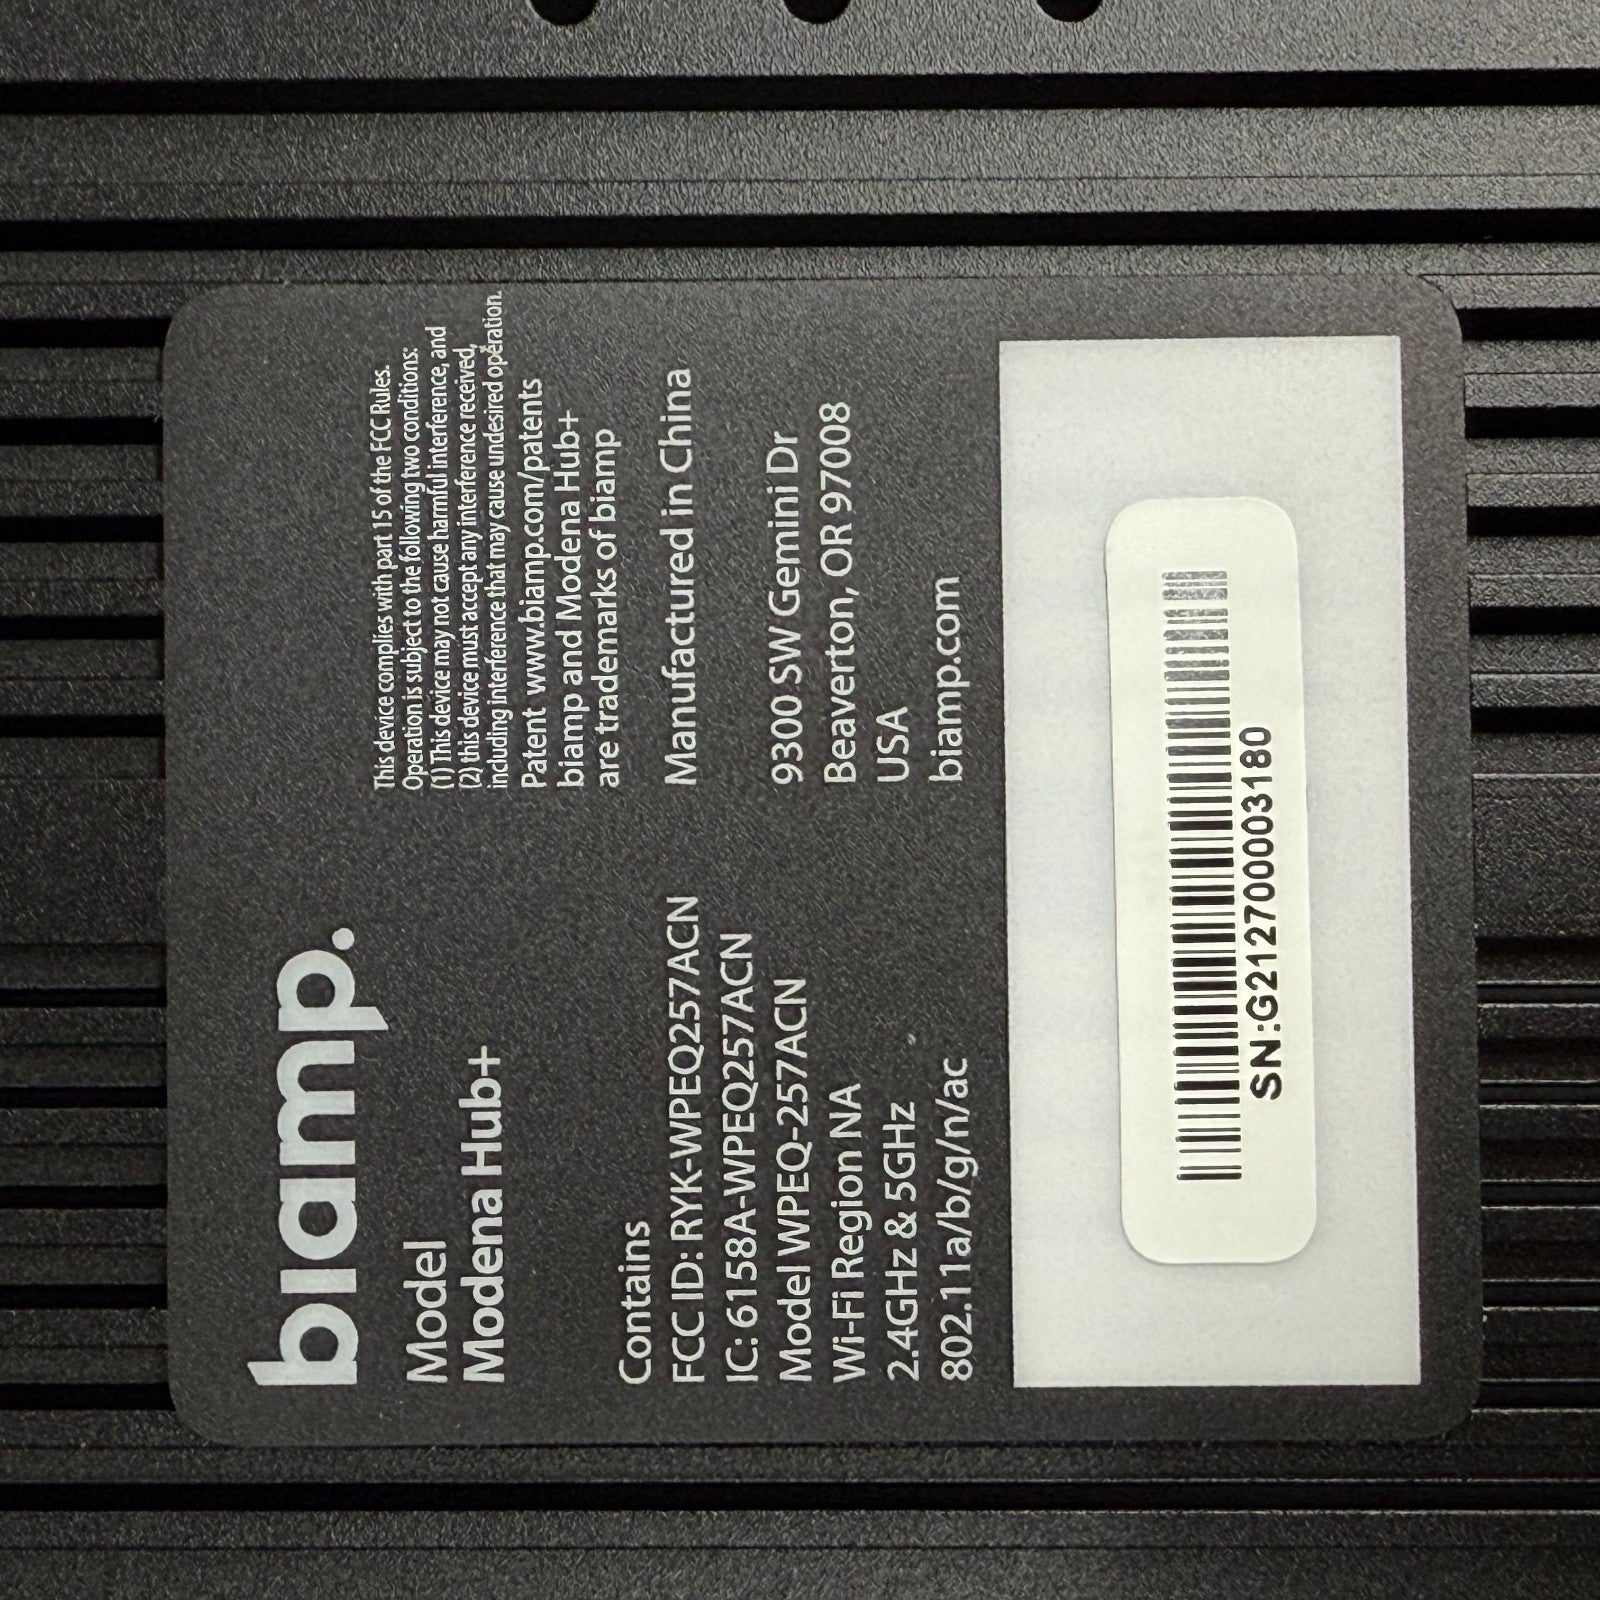 biamp.
Model
Modena Hub+
Contains
FCC ID: RYK-WPEQ257ACN
IC: 6158A-WPEQ257ACN
Model WPEQ-257ACN
Wi-Fi Region NA
2.4GHz & 5GHz
802.11a/b/g/n/ac
This device complies with part 15 of the FCC Rules.
Operation is subject to the following two conditions:
(1) This device may not cause harmful interference, and
(2) this device must accept any interference received,
including interference that may cause undesired operation.
Patent www.biamp.com/patents
biamp and Modena Hub+
are trademarks of biamp
Manufactured in China
9300 SW Gemini Dr
Beaverton, OR 97008
USA
biamp.com
SN:G212700003180